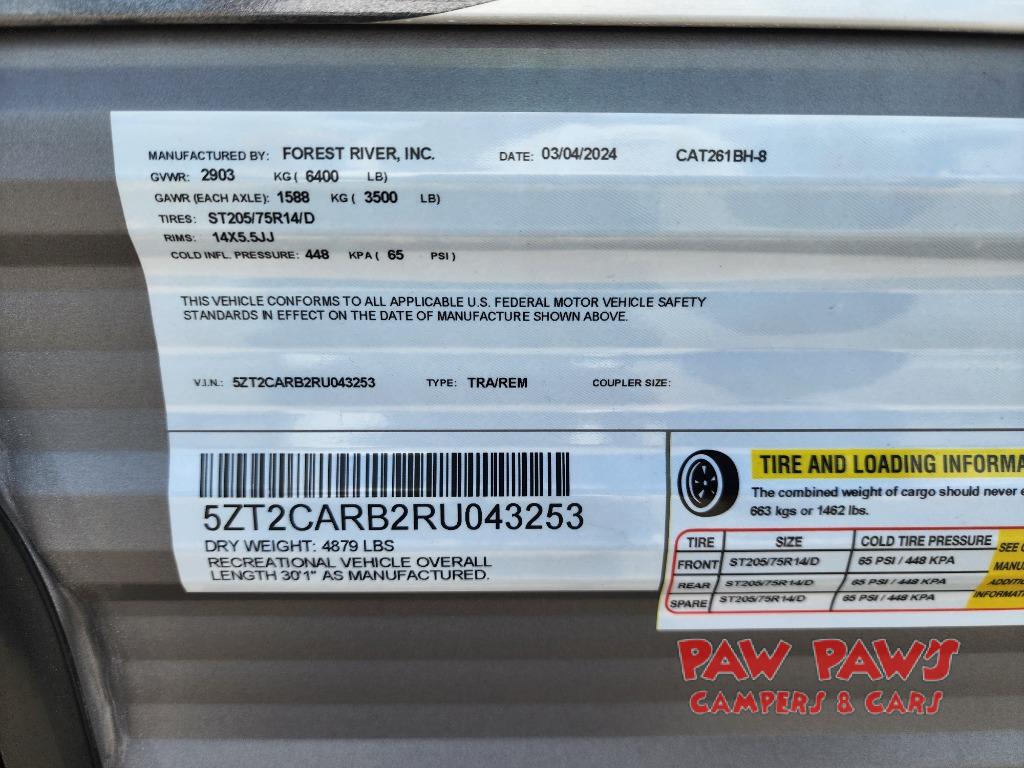 MANUFACTURED BY: FOREST RIVER, INC. DATE: 03/04/2024 CAT261BH-8
GVWR: 2903 KG ( 6400 LB)
GAWR (EACH AXLE): 1588 KG ( 3500 LB)
TIRES: ST205/75R14/D
RIMS: 14X5.5JJ
COLD INFL. PRESSURE: 448 KPA ( 65 PSI )
THIS VEHICLE CONFORMS TO ALL APPLICABLE U.S. FEDERAL MOTOR VEHICLE SAFETY
STANDARDS IN EFFECT ON THE DATE OF MANUFACTURE SHOWN ABOVE.
V.I.N.: 5ZT2CARB2RU043253 TYPE: TRA/REM COUPLER SIZE:
5ZT2CARB2RU043253
DRY WEIGHT: 4879 LBS
RECREATIONAL VEHICLE OVERALL
LENGTH 30'1" AS MANUFACTURED.
TIRE AND LOADING
The combined weight of cargo should never
663 kgs or 1462 lbs.
TIRE SIZE COLD TIRE PRESSURE
FRONT ST205/75R14/D 65 PSI / 448 KPA
REAR ST205/75R14/D 65 PSI / 448 KPA
SPARE ST205/75R14/D 65 PSI / 448 KPA
SEE
PAW PAW'S
CAMPERS & CARS